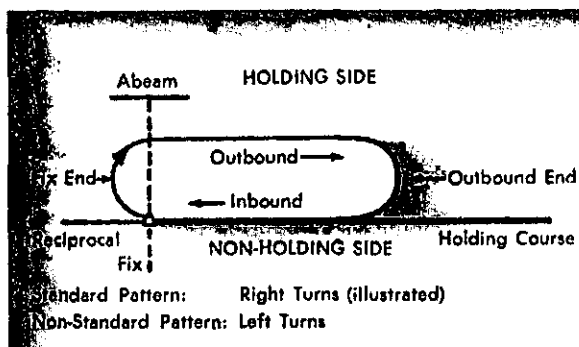 Abeam
HOLDING SIDE
Outbound
Fix End
Outbound End
Inbound
Reciprocal
NON-HOLDING SIDE
Holding Course
Fix
Standard Pattern: Right Turns (illustrated)
Non-Standard Pattern: Left Turns